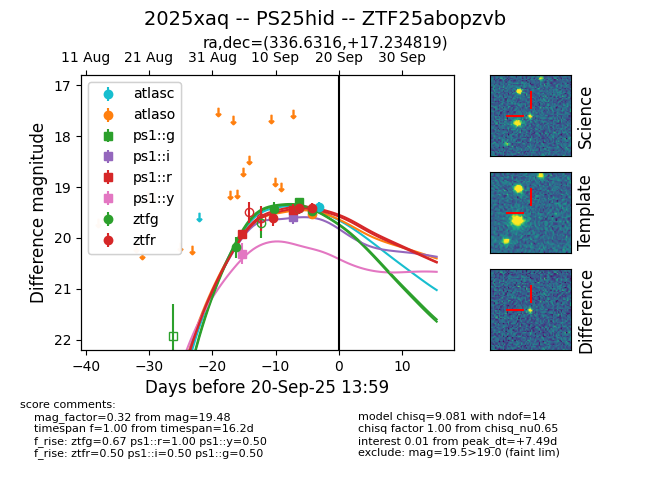 2025xaq -- PS25hid -- ZTF25abopzvb
ra,dec=(336.6316,+17.234819)
11 Aug 21 Aug 31 Aug 10 Sep 20 Sep 30 Sep
17
18
19
20
21
22
Difference magnitude
atlasc
atlaso
ps1::g
ps1::i
ps1::r
ps1::y
ztfg
ztfr
−40 −30 −20 −10 0 10
Days before 20-Sep-25 13:59
Science
Template
Difference
score comments:
mag_factor=0.32 from mag=19.48
timespan f=1.00 from timespan=16.2d
f_rise: ztfg=0.67 ps1::r=1.00 ps1::y=0.50
f_rise: ztfr=0.50 ps1::i=0.50 ps1::g=0.50
model chisq=9.081 with ndof=14
chisq factor 1.00 from chisq_nu0.65
interest 0.01 from peak_dt=+7.49d
exclude: mag=19.5>19.0 (faint lim)